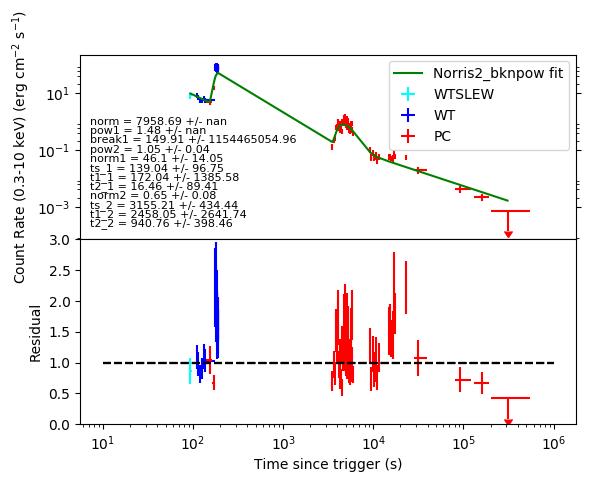 Count Rate (0.3-10 keV) (erg cm⁻² s⁻¹)
10¹
10⁻¹
10⁻³
Norris2_bknpow fit
WTSLEW
WT
PC
norm = 7958.69 +/- nan
pow1 = 1.48 +/- nan
break1 = 149.91 +/- 1154465054.96
pow2 = 1.05 +/- 0.04
norm1 = 46.1 +/- 14.05
ts_1 = 139.04 +/- 96.75
t1_1 = 172.04 +/- 1385.58
t2_1 = 16.46 +/- 89.41
norm2 = 0.65 +/- 0.08
ts_2 = 3155.21 +/- 434.44
t1_2 = 2458.05 +/- 2641.74
t2_2 = 940.76 +/- 398.46
Residual
3.0
2.5
2.0
1.5
1.0
0.5
0.0
10¹ 10² 10³ 10⁴ 10⁵ 10⁶
Time since trigger (s)